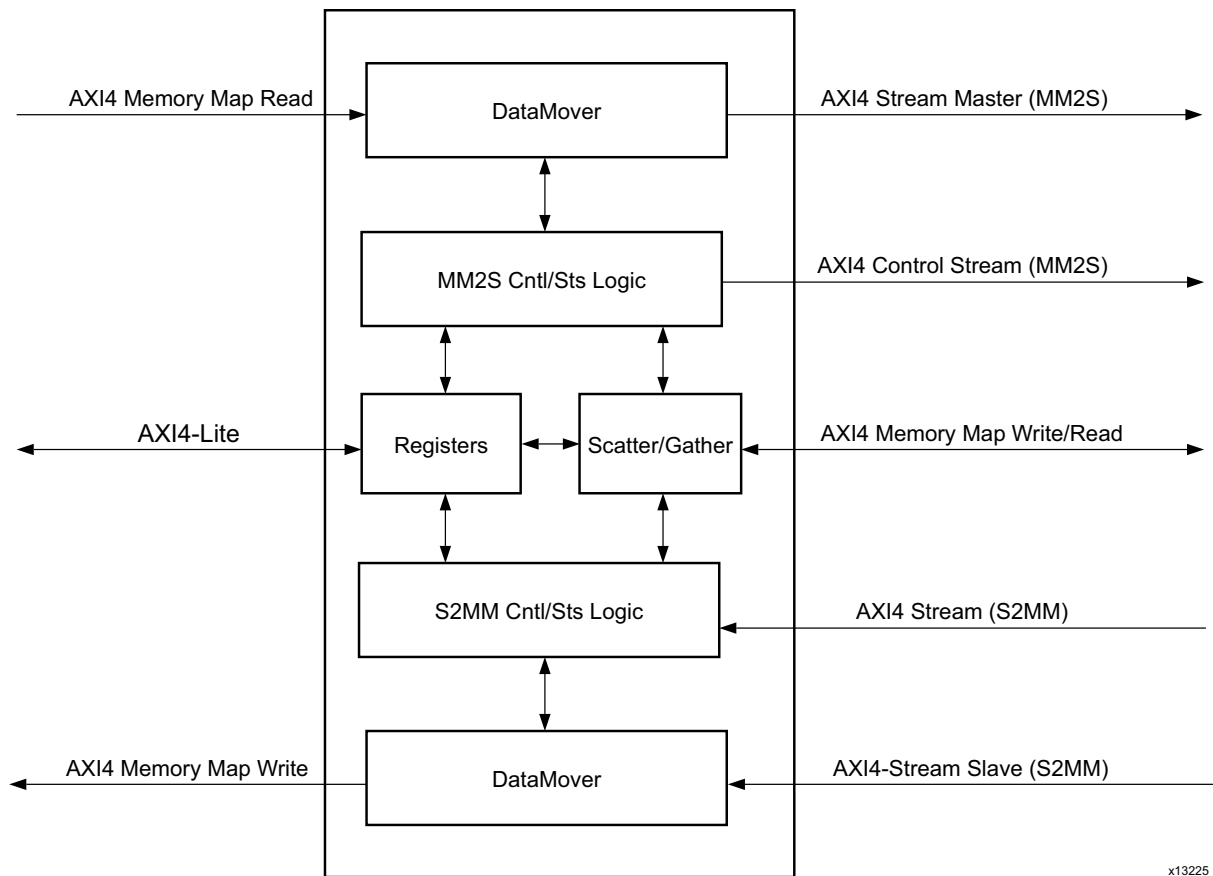 AXI4 Memory Map Read
DataMover
AXI4 Stream Master (MM2S)
MM2S Cntl/Sts Logic
AXI4 Control Stream (MM2S)
AXI4-Lite
Registers
Scatter/Gather
AXI4 Memory Map Write/Read
S2MM Cntl/Sts Logic
AXI4 Stream (S2MM)
AXI4 Memory Map Write
DataMover
AXI4-Stream Slave (S2MM)
x13225